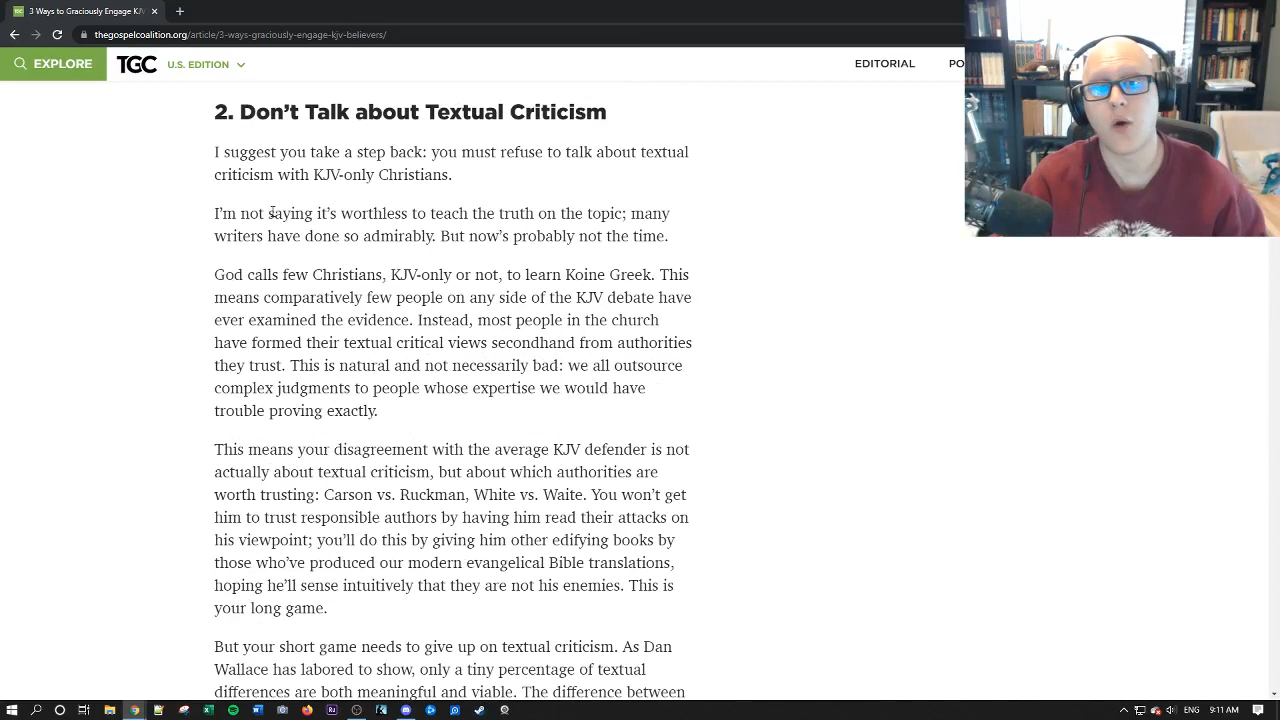 3 Ways to Graciously Engage KJV
thegospelcoalition.org/article/3-ways-graciously-engage-kjv-believers/
EXPLORE TGC U.S. EDITION EDITORIAL PO
2. Don’t Talk about Textual Criticism
I suggest you take a step back: you must refuse to talk about textual
criticism with KJV-only Christians.
I’m not saying it’s worthless to teach the truth on the topic; many
writers have done so admirably. But now’s probably not the time.
God calls few Christians, KJV-only or not, to learn Koine Greek. This
means comparatively few people on any side of the KJV debate have
ever examined the evidence. Instead, most people in the church
have formed their textual critical views secondhand from authorities
they trust. This is natural and not necessarily bad: we all outsource
complex judgments to people whose expertise we would have
trouble proving exactly.
This means your disagreement with the average KJV defender is not
actually about textual criticism, but about which authorities are
worth trusting: Carson vs. Ruckman, White vs. Waite. You won’t get
him to trust responsible authors by having him read their attacks on
his viewpoint; you’ll do this by giving him other edifying books by
those who’ve produced our modern evangelical Bible translations,
hoping he’ll sense intuitively that they are not his enemies. This is
your long game.
But your short game needs to give up on textual criticism. As Dan
Wallace has labored to show, only a tiny percentage of textual
differences are both meaningful and viable. The difference between
9:11 AM